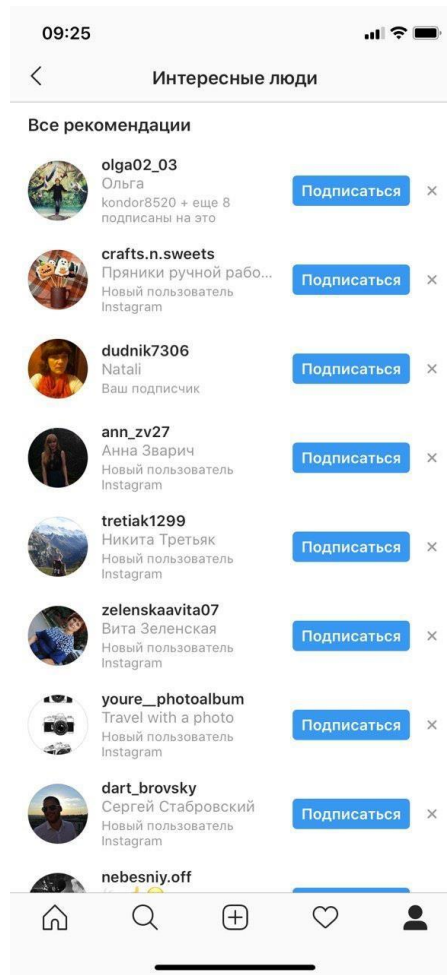 09:25
Интересные люди
Все рекомендации
olga02_03
Ольга
kondor8520 + еще 8
подписаны на это
Подписаться
crafts.n.sweets
Пряники ручной рабо...
Новый пользователь
Instagram
Подписаться
dudnik7306
Natali
Ваш подписчик
Подписаться
ann_zv27
Анна Зварич
Новый пользователь
Instagram
Подписаться
tretiak1299
Никита Третьяк
Новый пользователь
Instagram
Подписаться
zelenskaavita07
Вита Зеленская
Новый пользователь
Instagram
Подписаться
youre__photoalbum
Travel with a photo
Новый пользователь
Instagram
Подписаться
dart_brovsky
Сергей Стабровский
Новый пользователь
Instagram
Подписаться
nebesniy.off